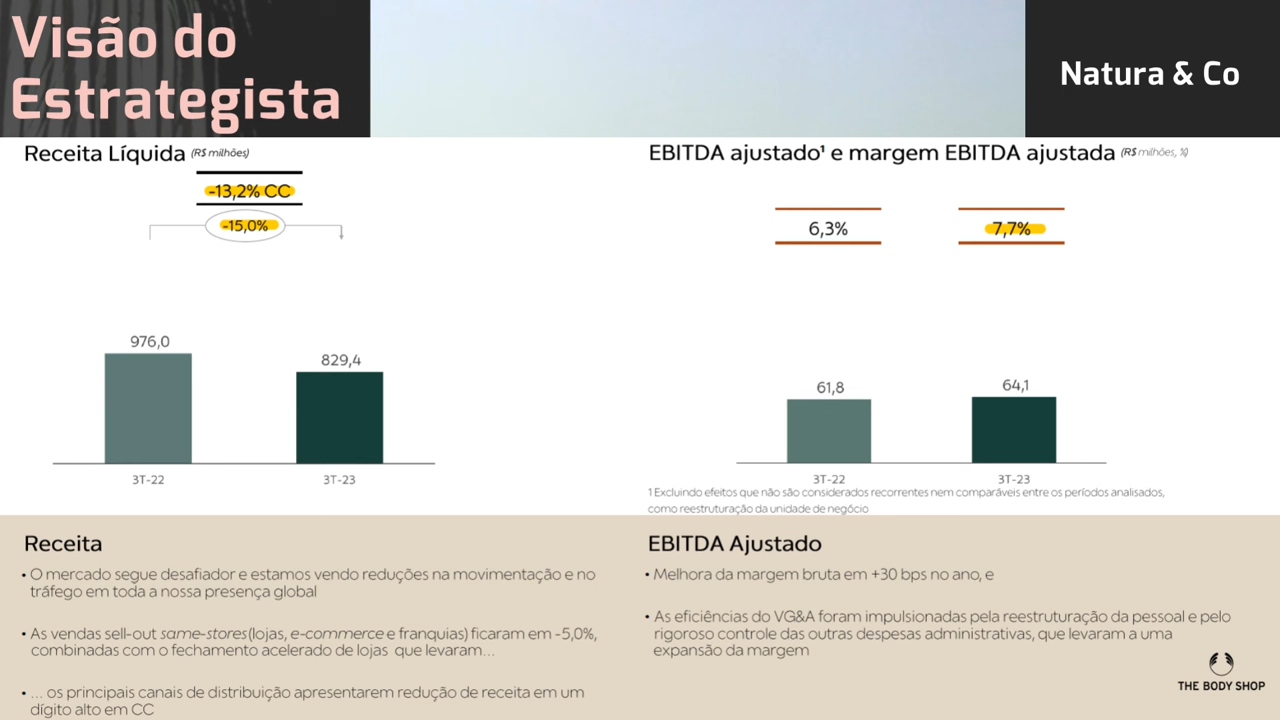 Visão do
Estrategista
Natura & Co
Receita Líquida (R$ milhões)
-13,2% CC
-15,0%
976,0
829,4
3T-22
3T-23
EBITDA ajustado¹ e margem EBITDA ajustada (R$ milhões, %)
6,3%
7,7%
61,8
64,1
3T-22
3T-23
1 Excluindo efeitos que não são considerados recorrentes nem comparáveis entre os períodos analisados,
como reestruturação da unidade de negócio
Receita
• O mercado segue desafiador e estamos vendo reduções na movimentação e no
tráfego em toda a nossa presença global
• As vendas sell-out same-stores (lojas, e-commerce e franquias) ficaram em -5,0%,
combinadas com o fechamento acelerado de lojas que levaram...
• ... os principais canais de distribuição apresentarem redução de receita em um
dígito alto em CC
EBITDA Ajustado
• Melhora da margem bruta em +30 bps no ano, e
• As eficiências do VG&A foram impulsionadas pela reestruturação da pessoal e pelo
rigoroso controle das outras despesas administrativas, que levaram a uma
expansão da margem
THE BODY SHOP